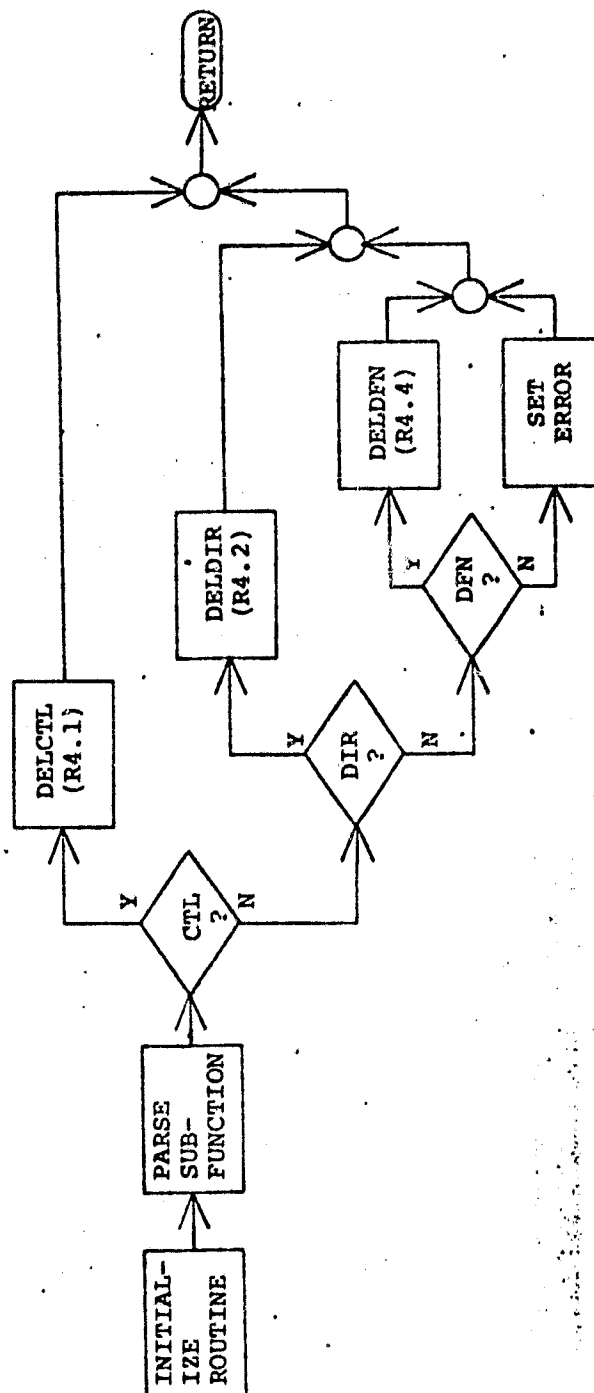 INITIAL-
IZE
ROUTINE
PARSE
SUB-
FUNCTION
CTL
?
Y
N
DELCTL
(R4.1)
DIR
?
Y
N
DELDIR
(R4.2)
DFN
?
Y
N
DELDFN
(R4.4)
SET
ERROR
RETURN